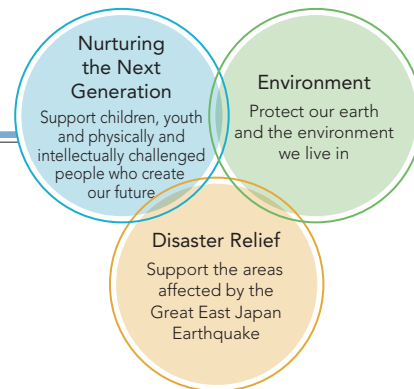 Nurturing
the Next
Generation
Support children, youth
and physically and
intellectually challenged
people who create
our future
Environment
Protect our earth
and the environment
we live in
Disaster Relief
Support the areas
affected by the
Great East Japan
Earthquake